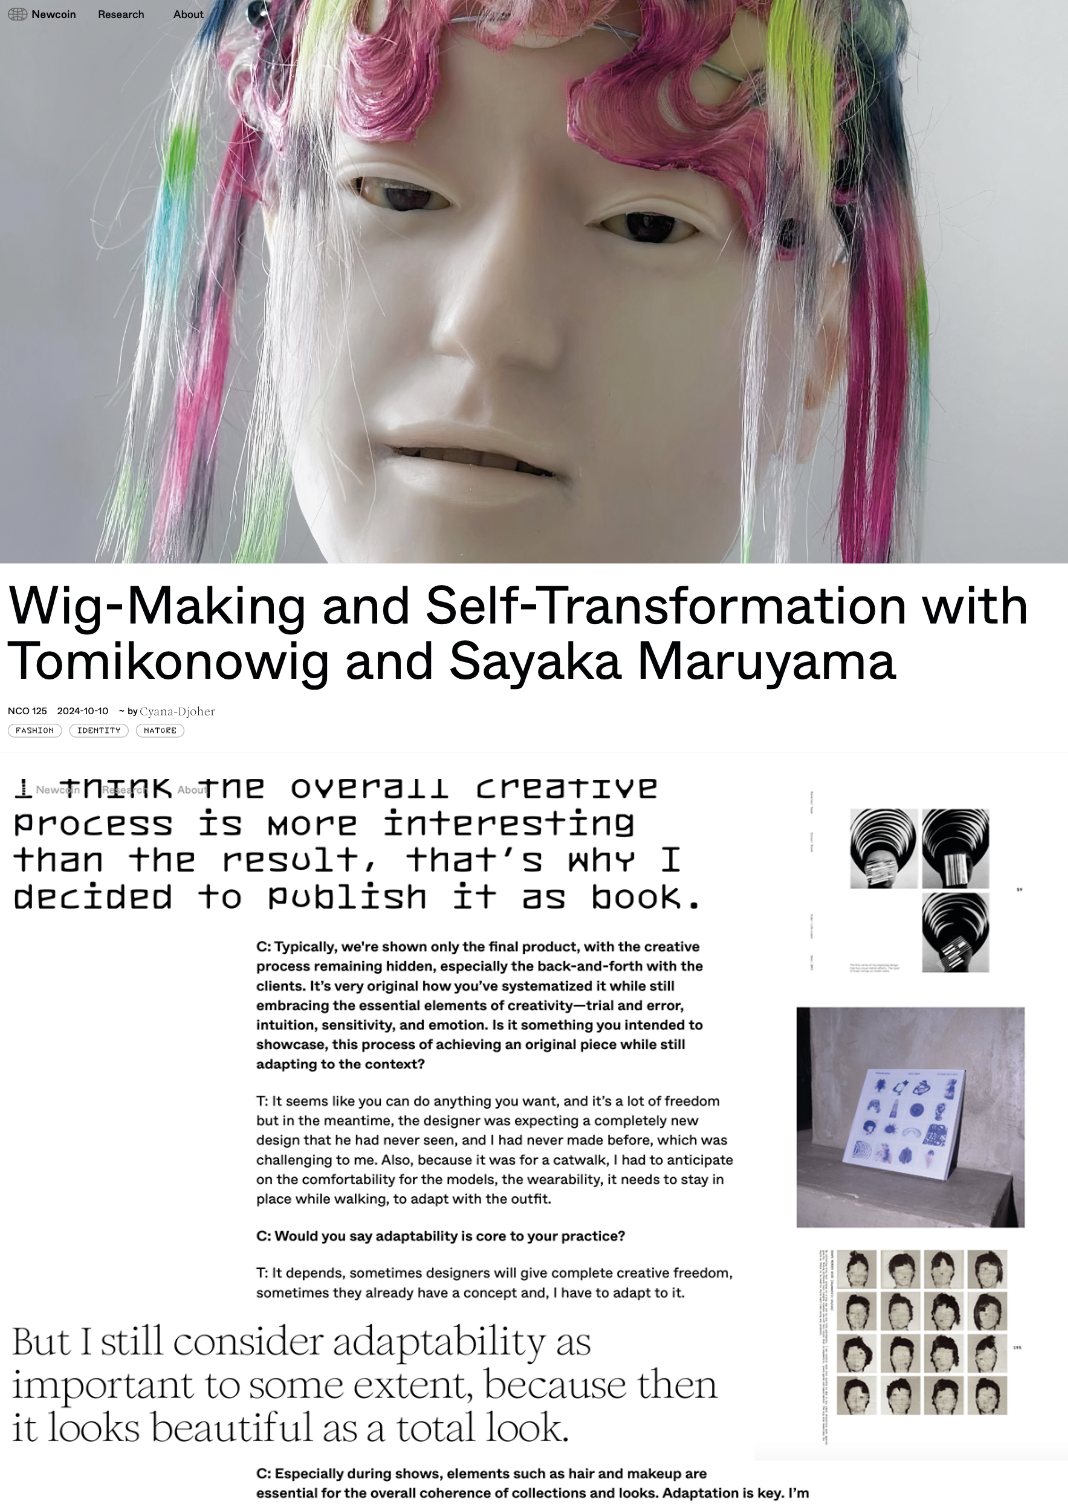 Newcoin Research About
Wig-Making and Self-Transformation with
Tomikonowig and Sayaka Maruyama
NCO 125 2024-10-10 ~ by Cyana-Djoher
FASHION IDENTITY NATURE
Newcoin Research About
I think the overall creative
process is more interesting
than the result, that's why I
decided to publish it as book.
C: Typically, we're shown only the final product, with the creative
process remaining hidden, especially the back-and-forth with the
clients. It's very original how you've systematized it while still
embracing the essential elements of creativity—trial and error,
intuition, sensitivity, and emotion. Is it something you intended to
showcase, this process of achieving an original piece while still
adapting to the context?
T: It seems like you can do anything you want, and it's a lot of freedom
but in the meantime, the designer was expecting a completely new
design that he had never seen, and I had never made before, which was
challenging to me. Also, because it was for a catwalk, I had to anticipate
on the comfortability for the models, the wearability, it needs to stay in
place while walking, to adapt with the outfit.
C: Would you say adaptability is core to your practice?
T: It depends, sometimes designers will give complete creative freedom,
sometimes they already have a concept and, I have to adapt to it.
But I still consider adaptability as
important to some extent, because then
it looks beautiful as a total look.
C: Especially during shows, elements such as hair and makeup are
essential for the overall coherence of collections and looks. Adaptation is key. I'm